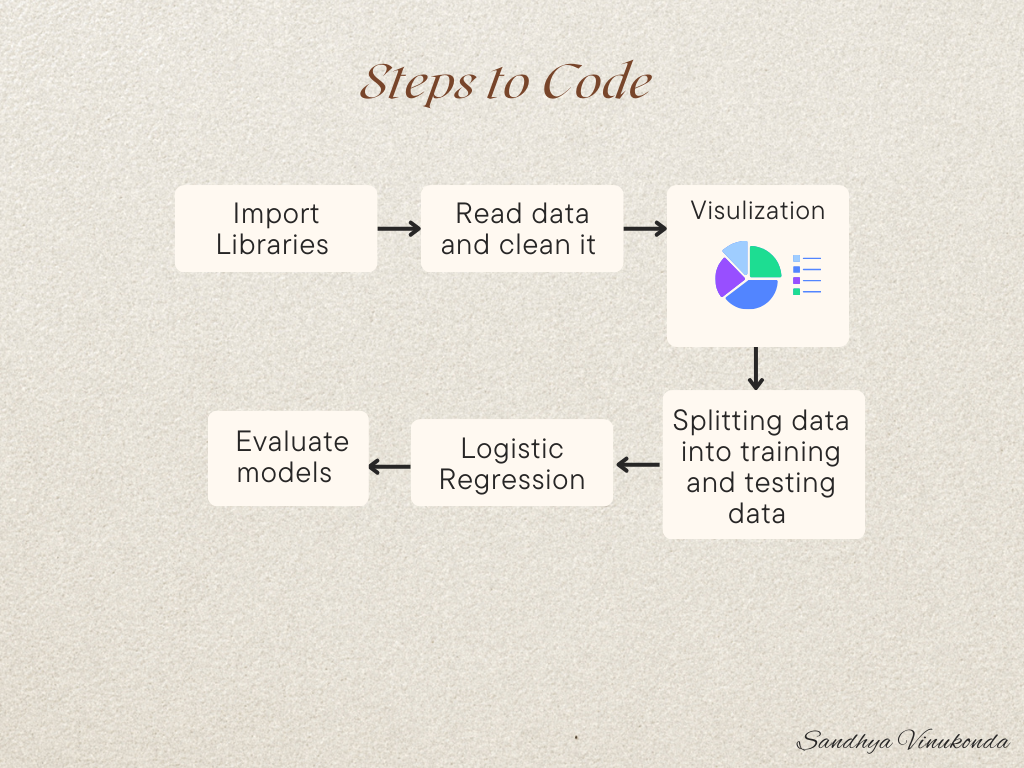 Steps to Code
Import
Libraries
Read data
and clean it
Visulization
Splitting data
into training
and testing
data
Logistic
Regression
Evaluate
models
Sandhya Vinukonda